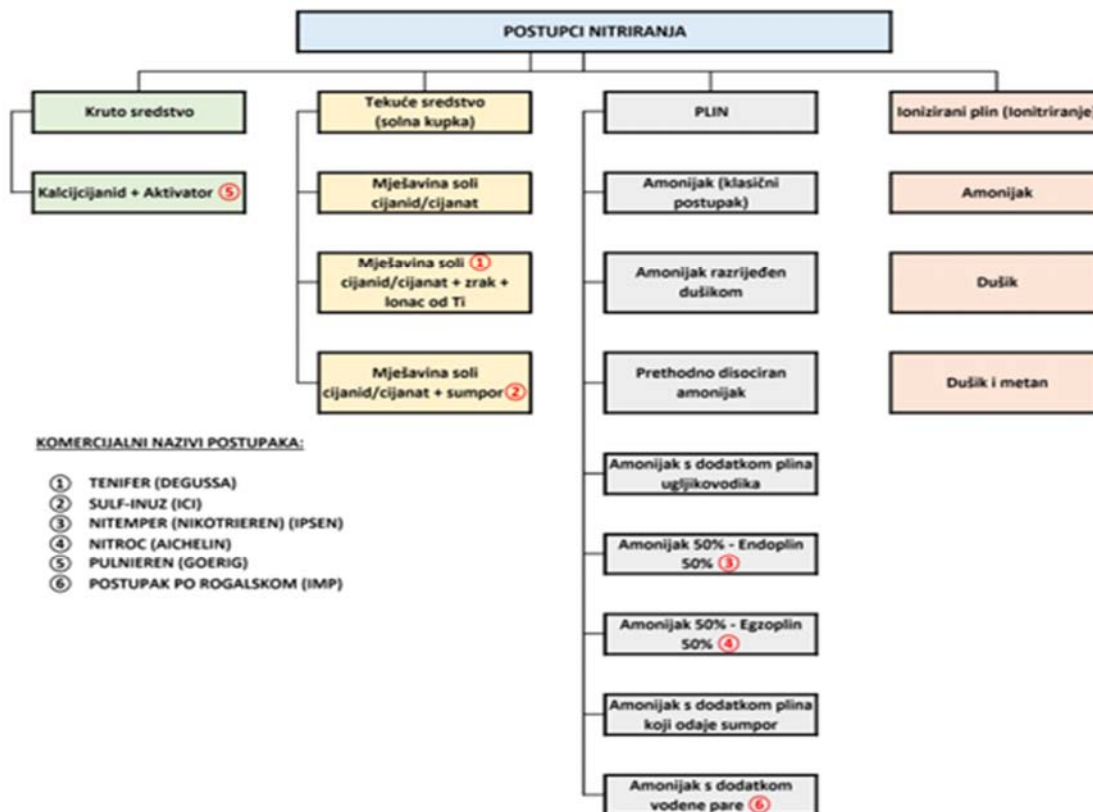 POSTUPCI NITRIRANJA
Kruto sredstvo
Kalcijcijanid + Aktivator ⑤
Tekuće sredstvo
(solna kupka)
Mješavina soli
cijanid/cijanat
Mješavina soli ①
cijanid/cijanat + zrak +
lonac od Ti
Mješavina soli
cijanid/cijanat + sumpor ②
PLIN
Amonijak (klasični
postupak)
Amonijak razrijeđen
dušikom
Prethodno disociran
amonijak
Amonijak s dodatkom plina
ugljikovodika
Amonijak 50% - Endoplin
50% ③
Amonijak 50% - Egzoplin
50% ④
Amonijak s dodatkom plina
koji odaje sumpor
Amonijak s dodatkom
vodene pare ⑥
Ionizirani plin (Ionitriranje)
Amonijak
Dušik
Dušik i metan
KOMERCIJALNI NAZIVI POSTUPAKA:
① TENIFER (DEGUSSA)
② SULF-INUZ (ICI)
③ NITEMPER (NIKOTRIEREN) (IPSEN)
④ NITROC (AICHELIN)
⑤ PULNIEREN (GOERIG)
⑥ POSTUPAK PO ROGALSKOM (IMP)